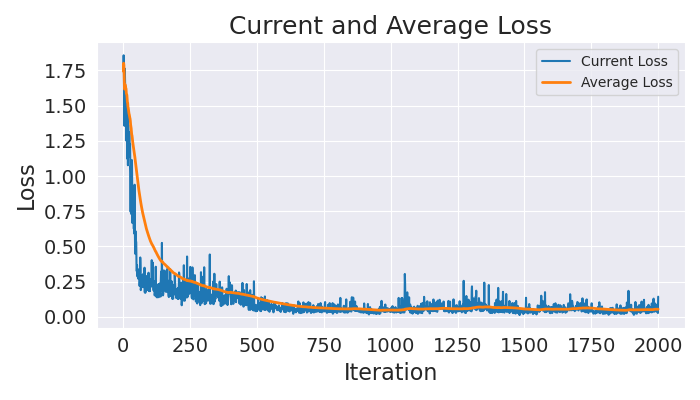 Current and Average Loss
Current Loss
Average Loss
1.75
1.50
1.25
1.00
0.75
0.50
0.25
0.00
Loss
0 250 500 750 1000 1250 1500 1750 2000
Iteration